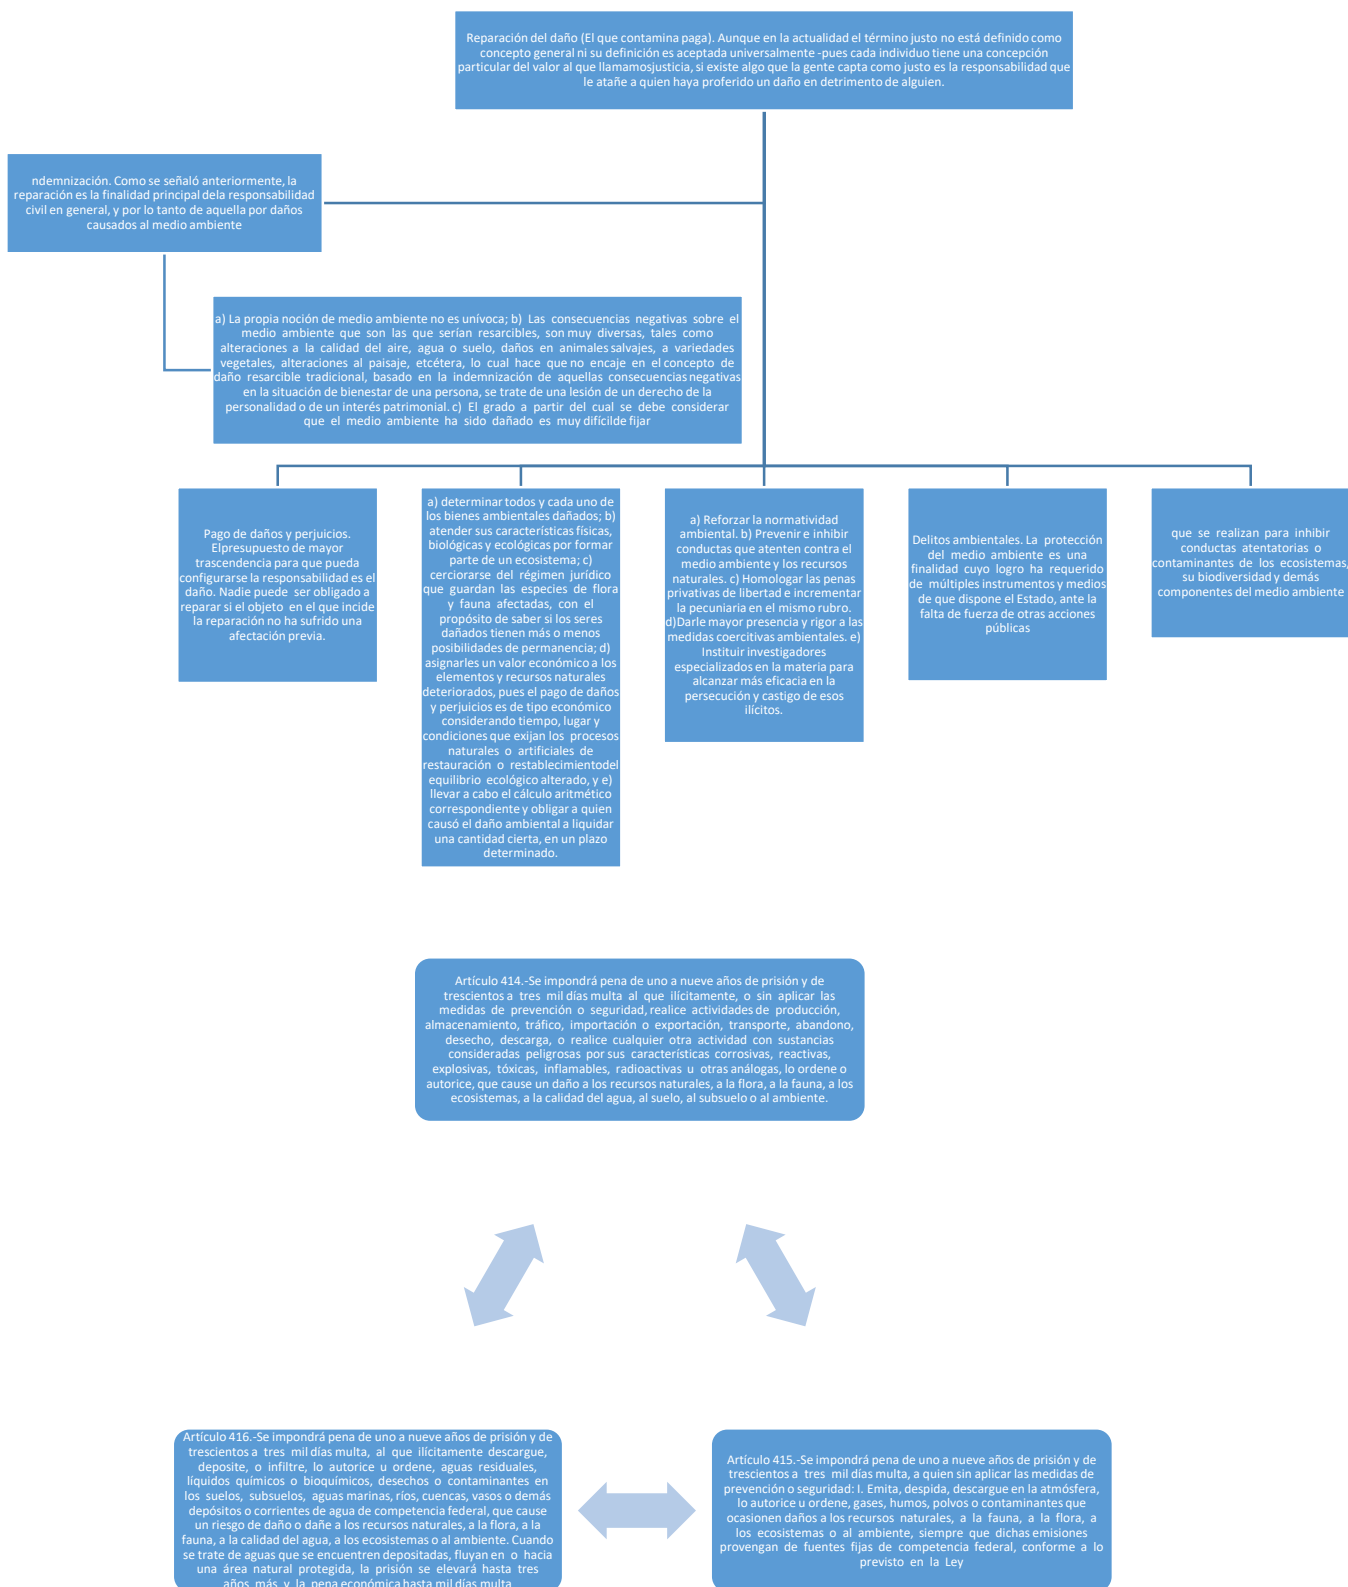 Reparación del daño (El que contamina paga). Aunque en la actualidad el término justo no está definido como
concepto general ni su definición es aceptada universalmente -pues cada individuo tiene una concepción
particular del valor al que llamamosjusticia, si existe algo que la gente capta como justo es la responsabilidad que
le atañe a quien haya proferido un daño en detrimento de alguien.
ndemnización. Como se señaló anteriormente, la
reparación es la finalidad principal dela responsabilidad
civil en general, y por lo tanto de aquella por daños
causados al medio ambiente
a) La propia noción de medio ambiente no es unívoca; b) Las consecuencias negativas sobre el
medio ambiente que son las que serían resarcibles, son muy diversas, tales como
alteraciones a la calidad del aire, agua o suelo, daños en animales salvajes, a variedades
vegetales, alteraciones al paisaje, etcétera, lo cual hace que no encaje en el concepto de
daño resarcible tradicional, basado en la indemnización de aquellas consecuencias negativas
en la situación de bienestar de una persona, se trate de una lesión de un derecho de la
personalidad o de un interés patrimonial. c) El grado a partir del cual se debe considerar
que el medio ambiente ha sido dañado es muy difícilde fijar
Pago de daños y perjuicios.
Elpresupuesto de mayor
trascendencia para que pueda
configurarse la responsabilidad es el
daño. Nadie puede ser obligado a
reparar si el objeto en el que incide
la reparación no ha sufrido una
afectación previa.
a) determinar todos y cada uno de
los bienes ambientales dañados; b)
atender sus características físicas,
biológicas y ecológicas por formar
parte de un ecosistema; c)
cerciorarse del régimen jurídico
que guardan las especies de flora
y fauna afectadas, con el
propósito de saber si los seres
dañados tienen más o menos
posibilidades de permanencia; d)
asignarles un valor económico a los
elementos y recursos naturales
deteriorados, pues el pago de daños
y perjuicios es de tipo económico
considerando tiempo, lugar y
condiciones que exijan los procesos
naturales o artificiales de
restauración o restablecimientodel
equilibrio ecológico alterado, y e)
llevar a cabo el cálculo aritmético
correspondiente y obligar a quien
causó el daño ambiental a liquidar
una cantidad cierta, en un plazo
determinado.
a) Reforzar la normatividad
ambiental. b) Prevenir e inhibir
conductas que atenten contra el
medio ambiente y los recursos
naturales. c) Homologar las penas
privativas de libertad e incrementar
la pecuniaria en el mismo rubro.
d)Darle mayor presencia y rigor a las
medidas coercitivas ambientales. e)
Instituir investigadores
especializados en la materia para
alcanzar más eficacia en la
persecución y castigo de esos
ilícitos.
Delitos ambientales. La protección
del medio ambiente es una
finalidad cuyo logro ha requerido
de múltiples instrumentos y medios
de que dispone el Estado, ante la
falta de fuerza de otras acciones
públicas
que se realizan para inhibir
conductas atentatorias o
contaminantes de los ecosistemas,
su biodiversidad y demás
componentes del medio ambiente
Artículo 414.-Se impondrá pena de uno a nueve años de prisión y de
trescientos a tres mil días multa al que ilícitamente, o sin aplicar las
medidas de prevención o seguridad, realice actividades de producción,
almacenamiento, tráfico, importación o exportación, transporte, abandono,
desecho, descarga, o realice cualquier otra actividad con sustancias
consideradas peligrosas por sus características corrosivas, reactivas,
explosivas, tóxicas, inflamables, radioactivas u otras análogas, lo ordene o
autorice, que cause un daño a los recursos naturales, a la flora, a la fauna, a los
ecosistemas, a la calidad del agua, al suelo, al subsuelo o al ambiente.
Artículo 416.-Se impondrá pena de uno a nueve años de prisión y de
trescientos a tres mil días multa, al que ilícitamente descargue,
deposite, o infiltre, lo autorice u ordene, aguas residuales,
líquidos químicos o bioquímicos, desechos o contaminantes en
los suelos, subsuelos, aguas marinas, ríos, cuencas, vasos o demás
depósitos o corrientes de agua de competencia federal, que cause
un riesgo de daño o dañe a los recursos naturales, a la flora, a la
fauna, a la calidad del agua, a los ecosistemas o al ambiente. Cuando
se trate de aguas que se encuentren depositadas, fluyan en o hacia
una área natural protegida, la prisión se elevará hasta tres
años más y la pena económica hasta mil días multa
Artículo 415.-Se impondrá pena de uno a nueve años de prisión y de
trescientos a tres mil días multa, a quien sin aplicar las medidas de
prevención o seguridad: I. Emita, despida, descargue en la atmósfera,
lo autorice u ordene, gases, humos, polvos o contaminantes que
ocasionen daños a los recursos naturales, a la fauna, a la flora, a
los ecosistemas o al ambiente, siempre que dichas emisiones
provengan de fuentes fijas de competencia federal, conforme a lo
previsto en la Ley